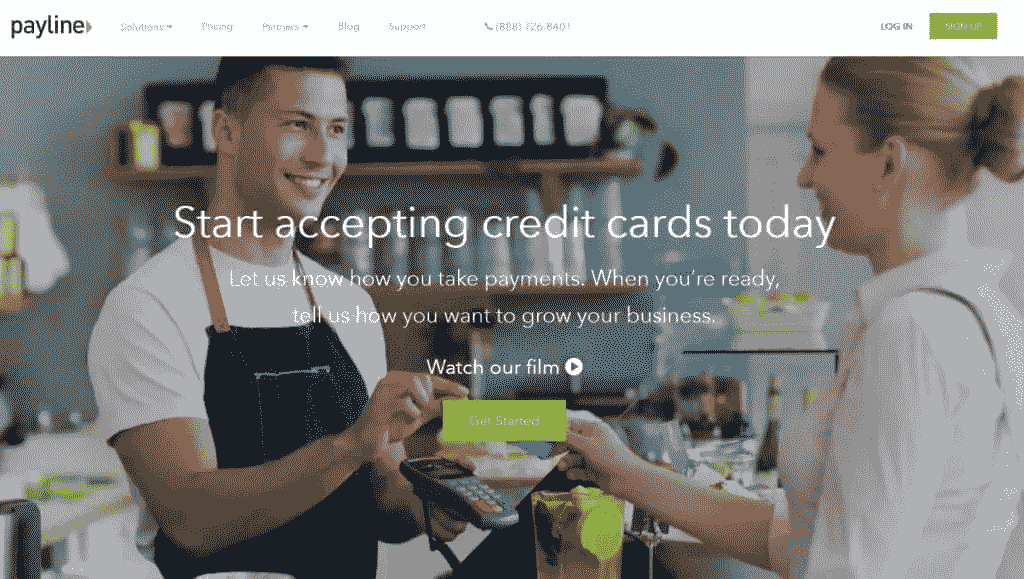 payline
Solutions
Pricing
Partners
Blog
Support
(888) 726-8401
LOG IN
SIGN UP
Start accepting credit cards today
Let us know how you take payments. When you're ready,
tell us how you want to grow your business.
Watch our film
Get Started